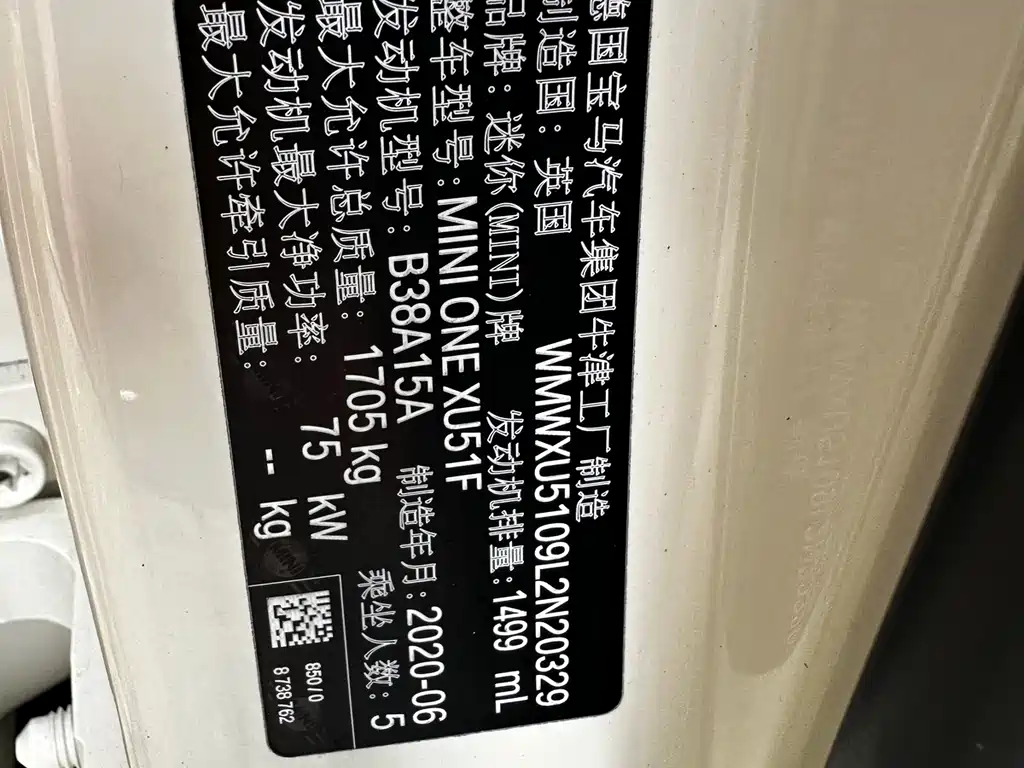 德国宝马汽车集团牛津工厂制造
制造国: 英国 WMWXU5109L2N20329
品牌: 迷你(MINI)牌 发动机排量: 1499 mL
整车型号: MINI ONE XU51F
发动机型号: B38A15A 制造年月: 2020-06
最大允许总质量: 1705 kg 乘坐人数: 5
发动机最大净功率: 75 kW
最大允许牵引质量: -- kg
850/0
8 738 762